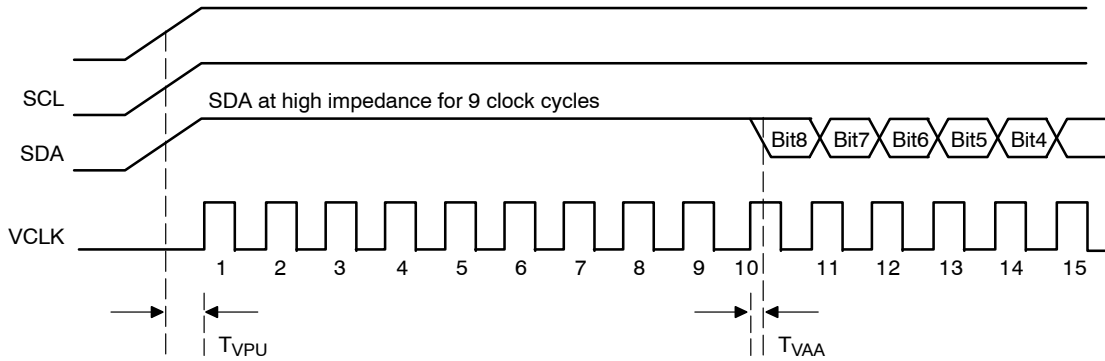 SCL
SDA at high impedance for 9 clock cycles
SDA
Bit8 Bit7 Bit6 Bit5 Bit4
VCLK
1 2 3 4 5 6 7 8 9 10 11 12 13 14 15
TVPU TVAA